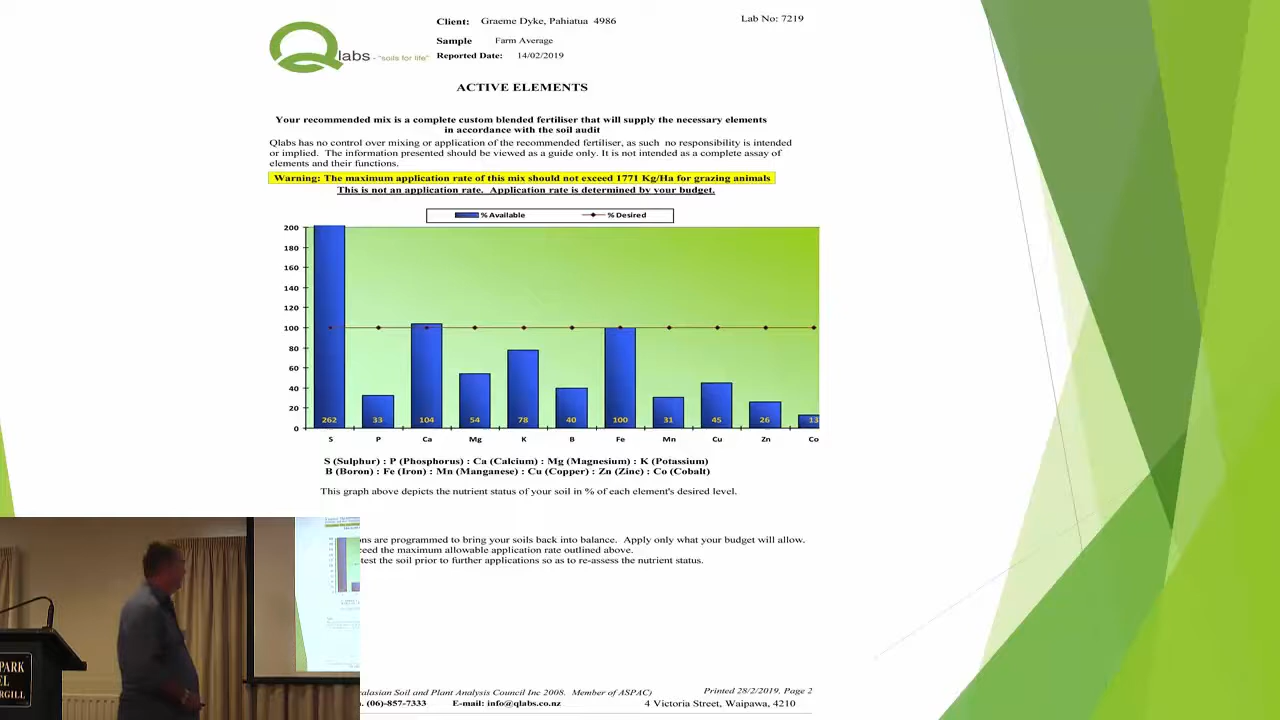 Client: Graeme Dyke, Pahiatua 4986
Lab No: 7219
Sample Farm Average
Qlabs - "soils for life"
Reported Date: 14/02/2019
ACTIVE ELEMENTS
Your recommended mix is a complete custom blended fertiliser that will supply the necessary elements
in accordance with the soil audit
Qlabs has no control over mixing or application of the recommended fertiliser, as such no responsibility is intended
or implied. The information presented should be viewed as a guide only. It is not intended as a complete assay of
elements and their functions.
Warning: The maximum application rate of this mix should not exceed 1771 Kg/Ha for grazing animals
This is not an application rate. Application rate is determined by your budget.
% Available % Desired
200
180
160
140
120
100
80
60
40
20
0
262 33 104 54 78 40 100 31 45 26 13
S P Ca Mg K B Fe Mn Cu Zn Co
S (Sulphur) : P (Phosphorus) : Ca (Calcium) : Mg (Magnesium) : K (Potassium)
B (Boron) : Fe (Iron) : Mn (Manganese) : Cu (Copper) : Zn (Zinc) : Co (Cobalt)
This graph above depicts the nutrient status of your soil in % of each element's desired level.
ns are programmed to bring your soils back into balance. Apply only what your budget will allow.
ceed the maximum allowable application rate outlined above.
test the soil prior to further applications so as to re-assess the nutrient status.
PARK
EL
RGILL
alasian Soil and Plant Analysis Council Inc 2008. Member of ASPAC)
Printed 28/2/2019, Page 2
(06)-857-7333 E-mail: info@qlabs.co.nz 4 Victoria Street, Waipawa, 4210